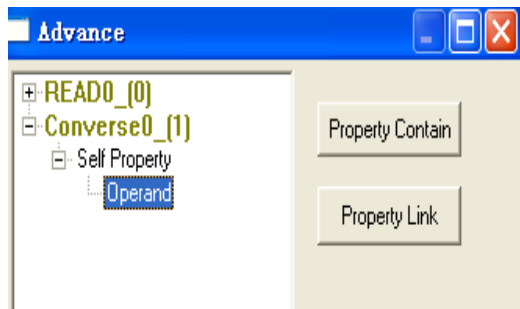 Advance
READ0_(0)
Converse0_(1)
Self Property
Operand
Property Contain
Property Link